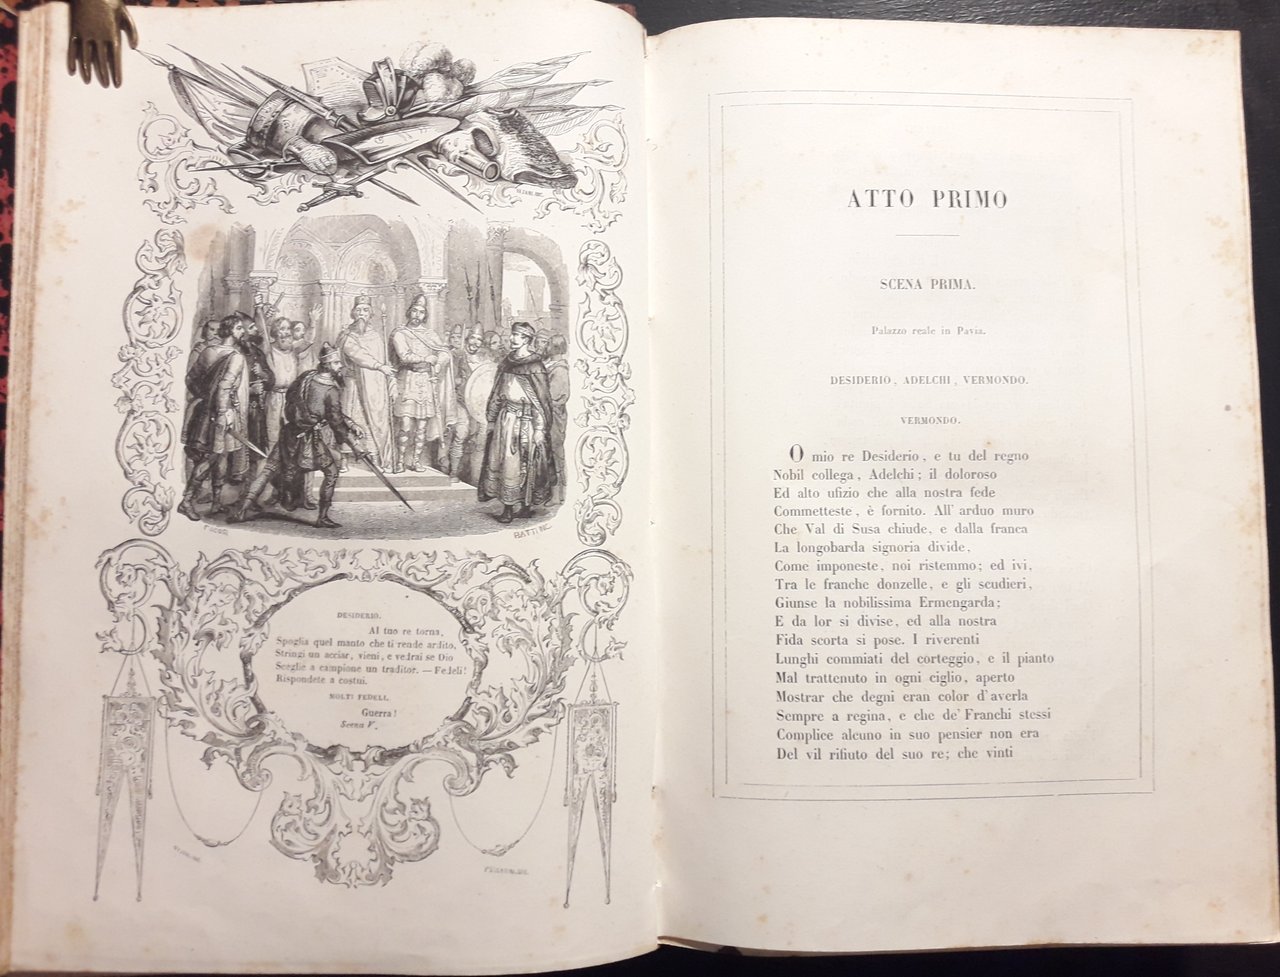 DESIDERIO.
Al tuo re torna,
Spoglia quel manto che ti rende ardito,
Stringi un acciar, vieni, e vedrai se Dio
Sceglie a campione un traditor. — Fedeli!
Rispondete a costui.
MOLTI FEDELI.
Guerra!
Scena V.
RATTI INC.
ATTO PRIMO
SCENA PRIMA.
Palazzo reale in Pavia.
DESIDERIO, ADELCHI, VERMONDO.
VERMONDO.
O mio re Desiderio, e tu del regno
Nobil collega, Adelchi; il doloroso
Ed alto ufizio che alla nostra fede
Commetteste, è fornito. All' arduo muro
Che Val di Susa chiude, e dalla franca
La longobarda signoria divide,
Come imponeste, noi ristemmo; ed ivi,
Tra le franche donzelle, e gli scudieri,
Giunse la nobilissima Ermengarda;
E da lor si divise, ed alla nostra
Fida scorta si pose. I riverenti
Lunghi commiati del corteggio, e il pianto
Mal trattenuto in ogni ciglio, aperto
Mostrar che degni eran color d'averla
Sempre a regina, e che de' Franchi stessi
Complice alcuno in suo pensier non era
Del vil rifiuto del suo re; che vinti